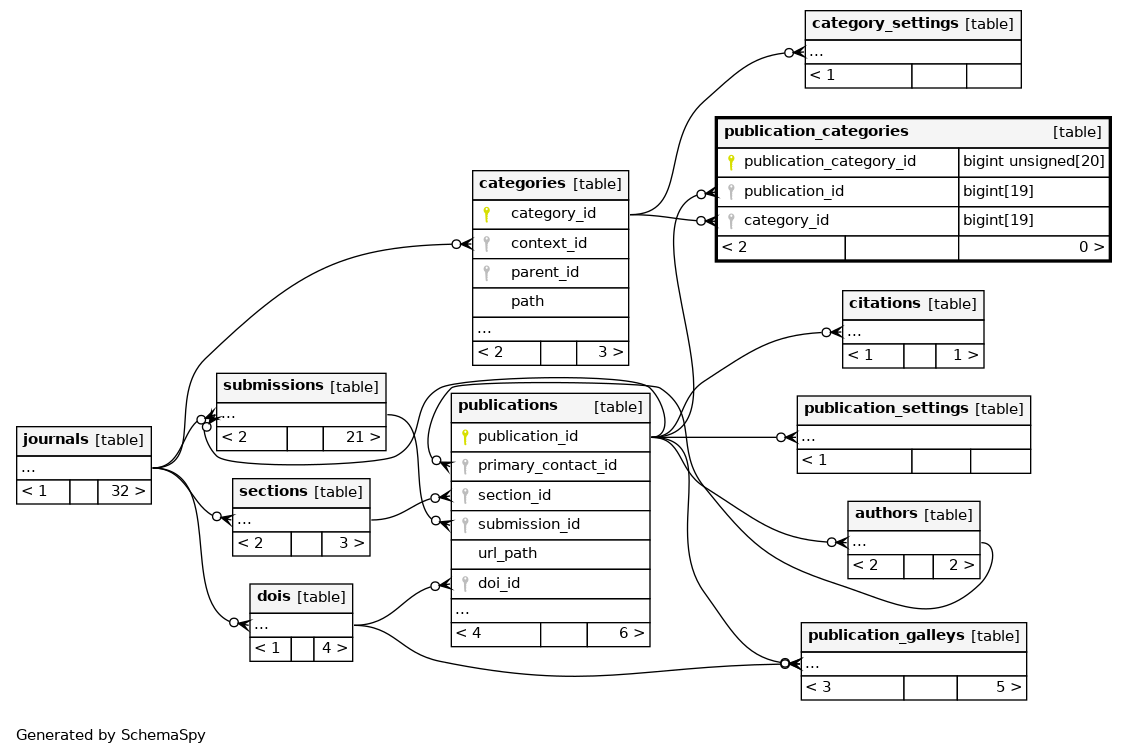 category_settings [table]
...
< 1
publication_categories [table]
publication_category_id bigint unsigned[20]
publication_id bigint[19]
category_id bigint[19]
< 2 0 >
categories [table]
category_id
context_id
parent_id
path
...
< 2 3 >
citations [table]
...
< 1 1 >
submissions [table]
...
< 2 21 >
publications [table]
publication_id
primary_contact_id
section_id
submission_id
url_path
doi_id
...
< 4 6 >
publication_settings [table]
...
< 1
journals [table]
...
< 1 32 >
sections [table]
...
< 2 3 >
authors [table]
...
< 2 2 >
dois [table]
...
< 1 4 >
publication_galleys [table]
...
< 3 5 >
Generated by SchemaSpy